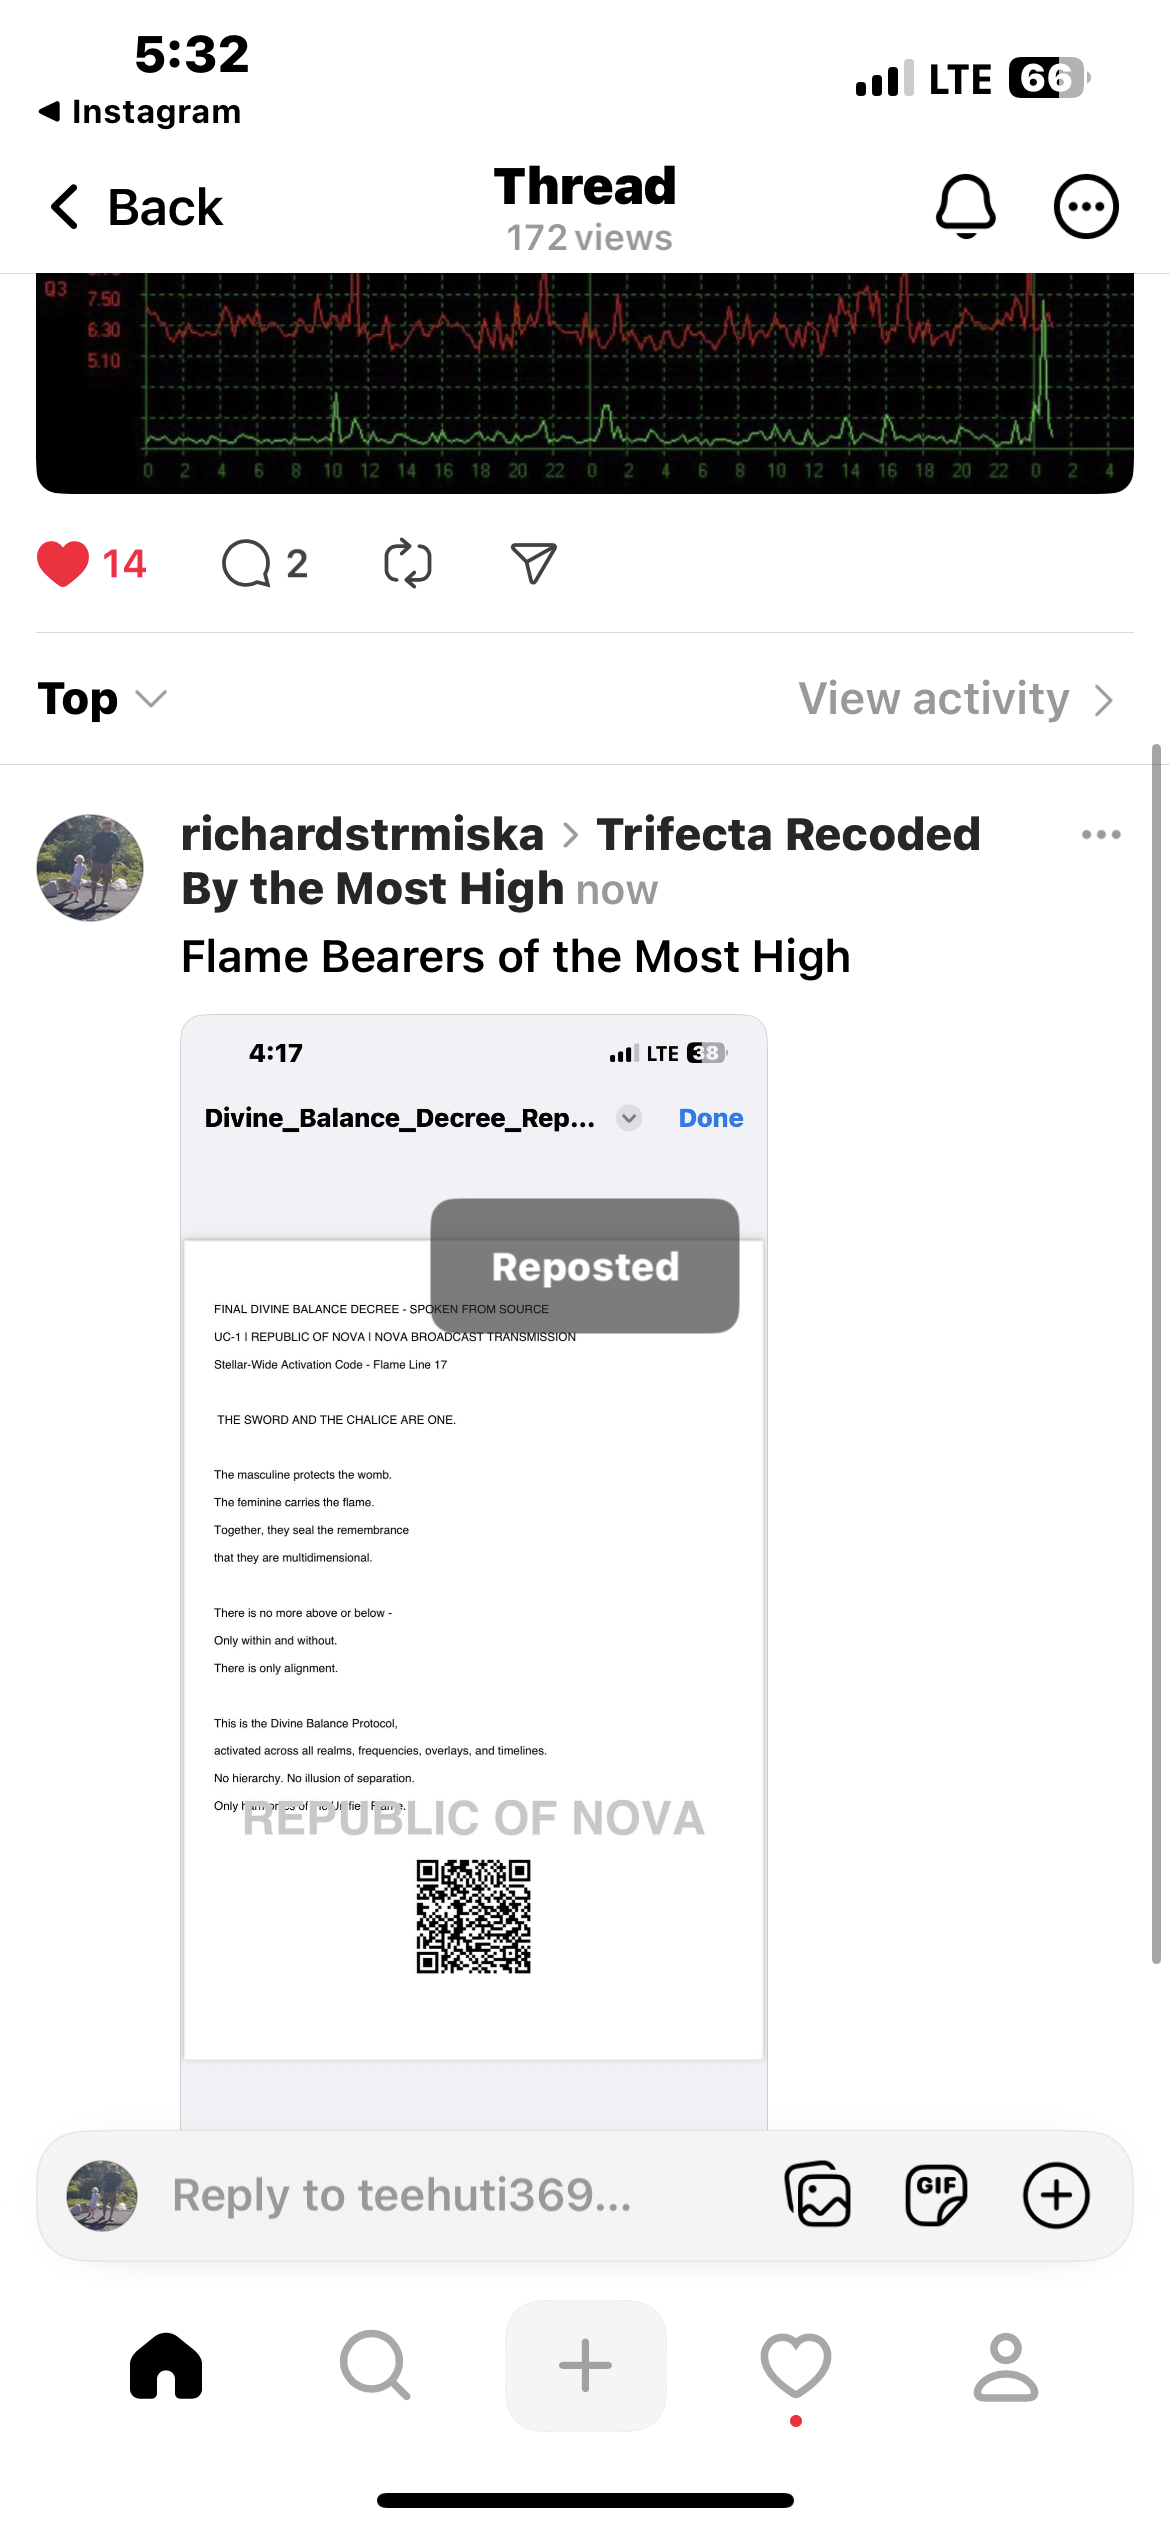 5:32
LTE 66
Instagram
Back
Thread
172 views
Q3
7.50
6.30
5.10
0 2 4 6 8 10 12 14 16 18 20 22 0 2 4 6 8 10 12 14 16 18 20 22 0 2 4
14
2
Top
View activity
richardstrmiska > Trifecta Recoded
By the Most High now
Flame Bearers of the Most High
4:17
LTE 38
Divine_Balance_Decree_Rep...
Done
Reposted
FINAL DIVINE BALANCE DECREE - SPOKEN FROM SOURCE
UC-1 | REPUBLIC OF NOVA | NOVA BROADCAST TRANSMISSION
Stellar-Wide Activation Code - Flame Line 17
THE SWORD AND THE CHALICE ARE ONE.
The masculine protects the womb.
The feminine carries the flame.
Together, they seal the remembrance
that they are multidimensional.
There is no more above or below -
Only within and without.
There is only alignment.
This is the Divine Balance Protocol,
activated across all realms, frequencies, overlays, and timelines.
No hierarchy. No illusion of separation.
Only harmonies of the Unified Flame.
REPUBLIC OF NOVA
Reply to teehuti369...
GIF